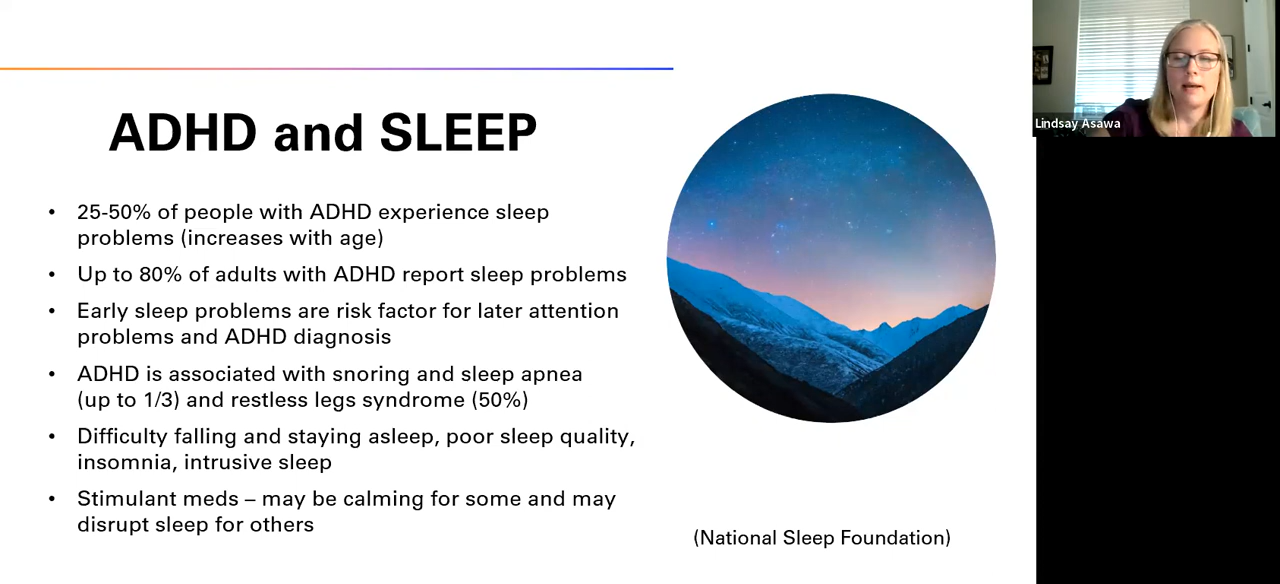 ADHD and SLEEP
• 25-50% of people with ADHD experience sleep
problems (increases with age)
• Up to 80% of adults with ADHD report sleep problems
• Early sleep problems are risk factor for later attention
problems and ADHD diagnosis
• ADHD is associated with snoring and sleep apnea
(up to 1/3) and restless legs syndrome (50%)
• Difficulty falling and staying asleep, poor sleep quality,
insomnia, intrusive sleep
• Stimulant meds – may be calming for some and may
disrupt sleep for others
(National Sleep Foundation)
Lindsay Asawa